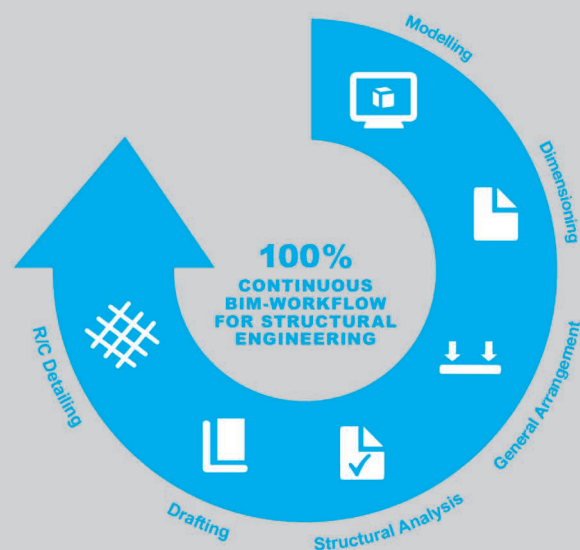 Modelling
Dimensioning
General Arrangement
Structural Analysis
Drafting
R/C Detailing
100%
CONTINUOUS
BIM-WORKFLOW
FOR STRUCTURAL
ENGINEERING